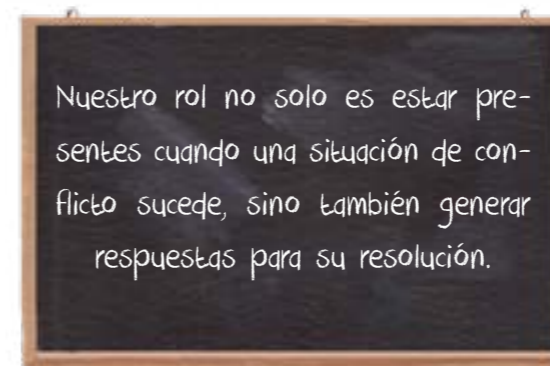 Nuestro rol no solo es estar pre-
sentes cuando una situación de con-
flicto sucede, sino también generar
respuestas para su resolución.